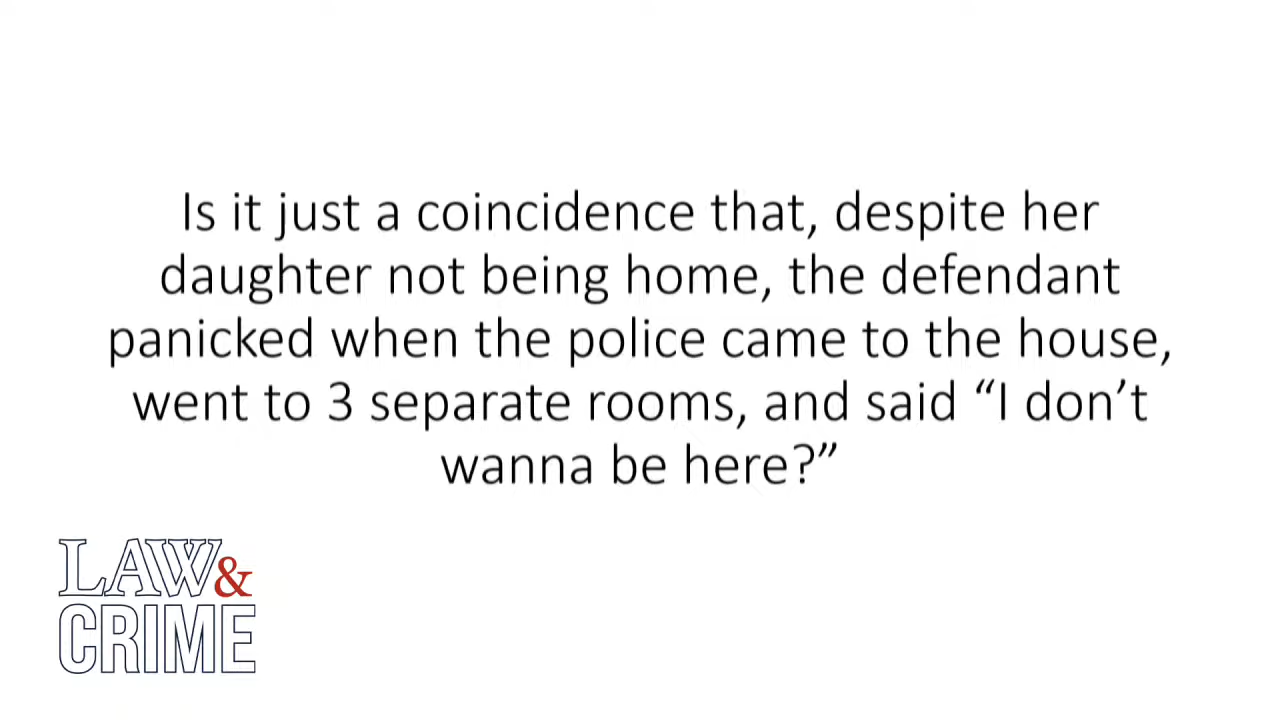 Is it just a coincidence that, despite her
daughter not being home, the defendant
panicked when the police came to the house,
went to 3 separate rooms, and said “I don’t
wanna be here?”
LAW&
CRIME